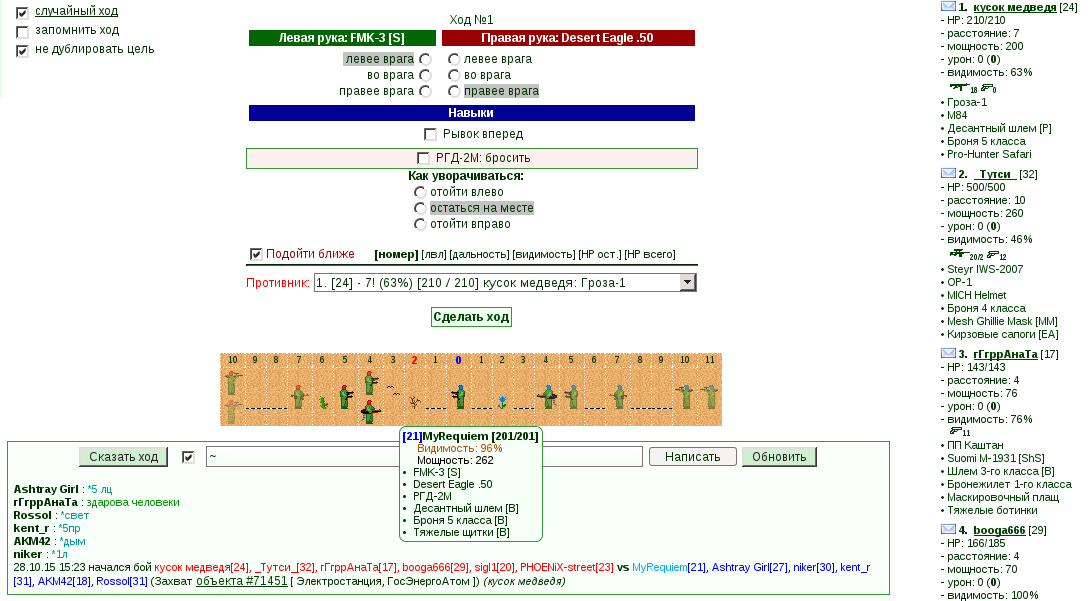 случайный ход
запомнить ход
не дублировать цель
Ход №1
Левая рука: FMK-3 [S] Правая рука: Desert Eagle .50
левее врага левее врага
во врага во врага
правее врага правее врага
Навыки
Рывок вперед
РГД-2М: бросить
Как уворачиваться:
отойти влево
остаться на месте
отойти вправо
Подойти ближе [номер] [лвл] [дальность] [видимость] [HP ост.] [HP всего]
Противник: 1. [24] - 7! (63%) [210 / 210] кусок медведя: Гроза-1
Сделать ход
10 9 8 7 6 5 4 3 2 1 0 1 2 3 4 5 6 7 8 9 10 11
[21]MyRequiem [201/201]
Видимость: 96%
Мощность: 262
• FMK-3 [S]
• Desert Eagle .50
• РГД-2М
• Десантный шлем [B]
• Броня 5 класса [B]
• Тяжелые щитки [B]
Сказать ход ~ Написать Обновить
Ashtray Girl : *5 лц
гГгррАнаТа : здарова человеки
Rossol : *свет
kent_r : *5пр
AKM42 : *дым
niker : *1л
28.10.15 15:23 начался бой кусок медведя[24], _Тутси_[32], гГгррАнаТа[17], booga666[29], sigl1[20], PHOENiX-street[23] vs MyRequiem[21], Ashtray Girl[27], niker[30], kent_r
[31], AKM42[18], Rossol[31] (Захват объекта #71451 [ Электростанция, ГосЭнергоАтом ]) (кусок медведя)
1. кусок медведя [24]
- HP: 210/210
- расстояние: 7
- мощность: 200
- урон: 0 (0)
- видимость: 63%
18 0
• Гроза-1
• M84
• Десантный шлем [P]
• Броня 5 класса
• Pro-Hunter Safari
2. _Тутси_ [32]
- HP: 500/500
- расстояние: 10
- мощность: 260
- урон: 0 (0)
- видимость: 46%
20/2 12
• Steyr IWS-2007
• ОР-1
• MICH Helmet
• Броня 4 класса
• Mesh Ghillie Mask [MM]
• Кирзовые сапоги [EA]
3. гГгррАнаТа [17]
- HP: 143/143
- расстояние: 4
- мощность: 76
- урон: 0 (0)
- видимость: 76%
11
• ПП Каштан
• Suomi M-1931 [ShS]
• Шлем 3-го класса [B]
• Бронежилет 1-го класса
• Маскировочный плащ
• Тяжелые ботинки
4. booga666 [29]
- HP: 166/185
- расстояние: 4
- мощность: 70
- урон: 0 (0)
- видимость: 100%